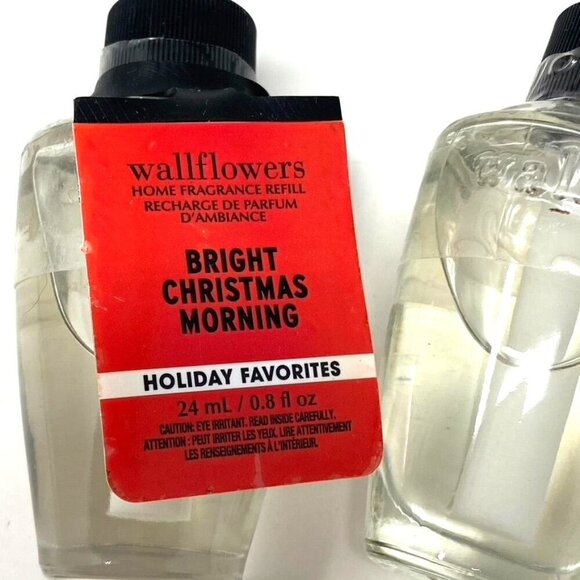 wallflowers
HOME FRAGRANCE REFILL
RECHARGE DE PARFUM
D'AMBIANCE
BRIGHT
CHRISTMAS
MORNING
HOLIDAY FAVORITES
24 mL / 0.8 fl oz
CAUTION: EYE IRRITANT. READ INSIDE CAREFULLY.
ATTENTION : PEUT IRRITER LES YEUX. LIRE ATTENTIVEMENT
LES RENSEIGNEMENTS À L'INTÉRIEUR.
wal